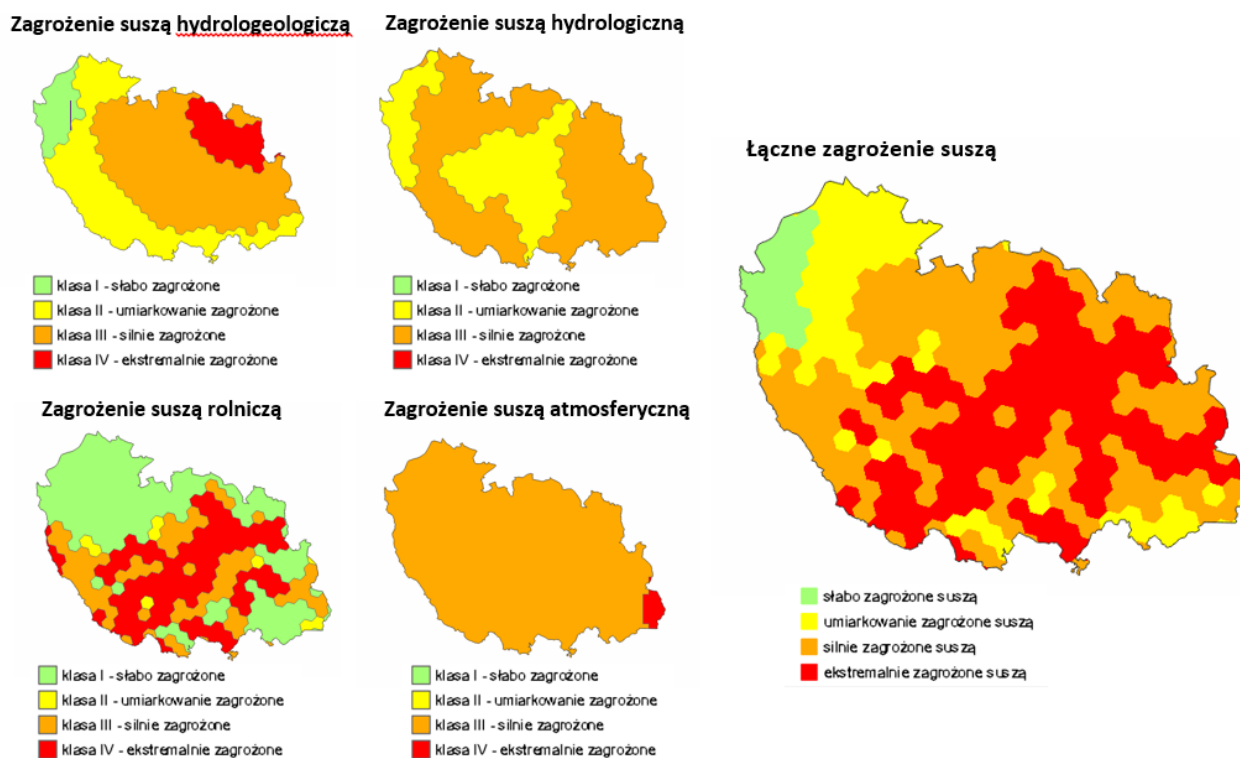 Zagrożenie suszą hydrologeologiczą
klasa I - słabo zagrożone
klasa II - umiarkowanie zagrożone
klasa III - silnie zagrożone
klasa IV - ekstremalnie zagrożone
Zagrożenie suszą hydrologiczną
klasa I - słabo zagrożone
klasa II - umiarkowanie zagrożone
klasa III - silnie zagrożone
klasa IV - ekstremalnie zagrożone
Zagrożenie suszą rolniczą
klasa I - słabo zagrożone
klasa II - umiarkowanie zagrożone
klasa III - silnie zagrożone
klasa IV - ekstremalnie zagrożone
Zagrożenie suszą atmosferyczną
klasa I - słabo zagrożone
klasa II - umiarkowanie zagrożone
klasa III - silnie zagrożone
klasa IV - ekstremalnie zagrożone
Łączne zagrożenie suszą
słabo zagrożone suszą
umiarkowanie zagrożone suszą
silnie zagrożone suszą
ekstremalnie zagrożone suszą